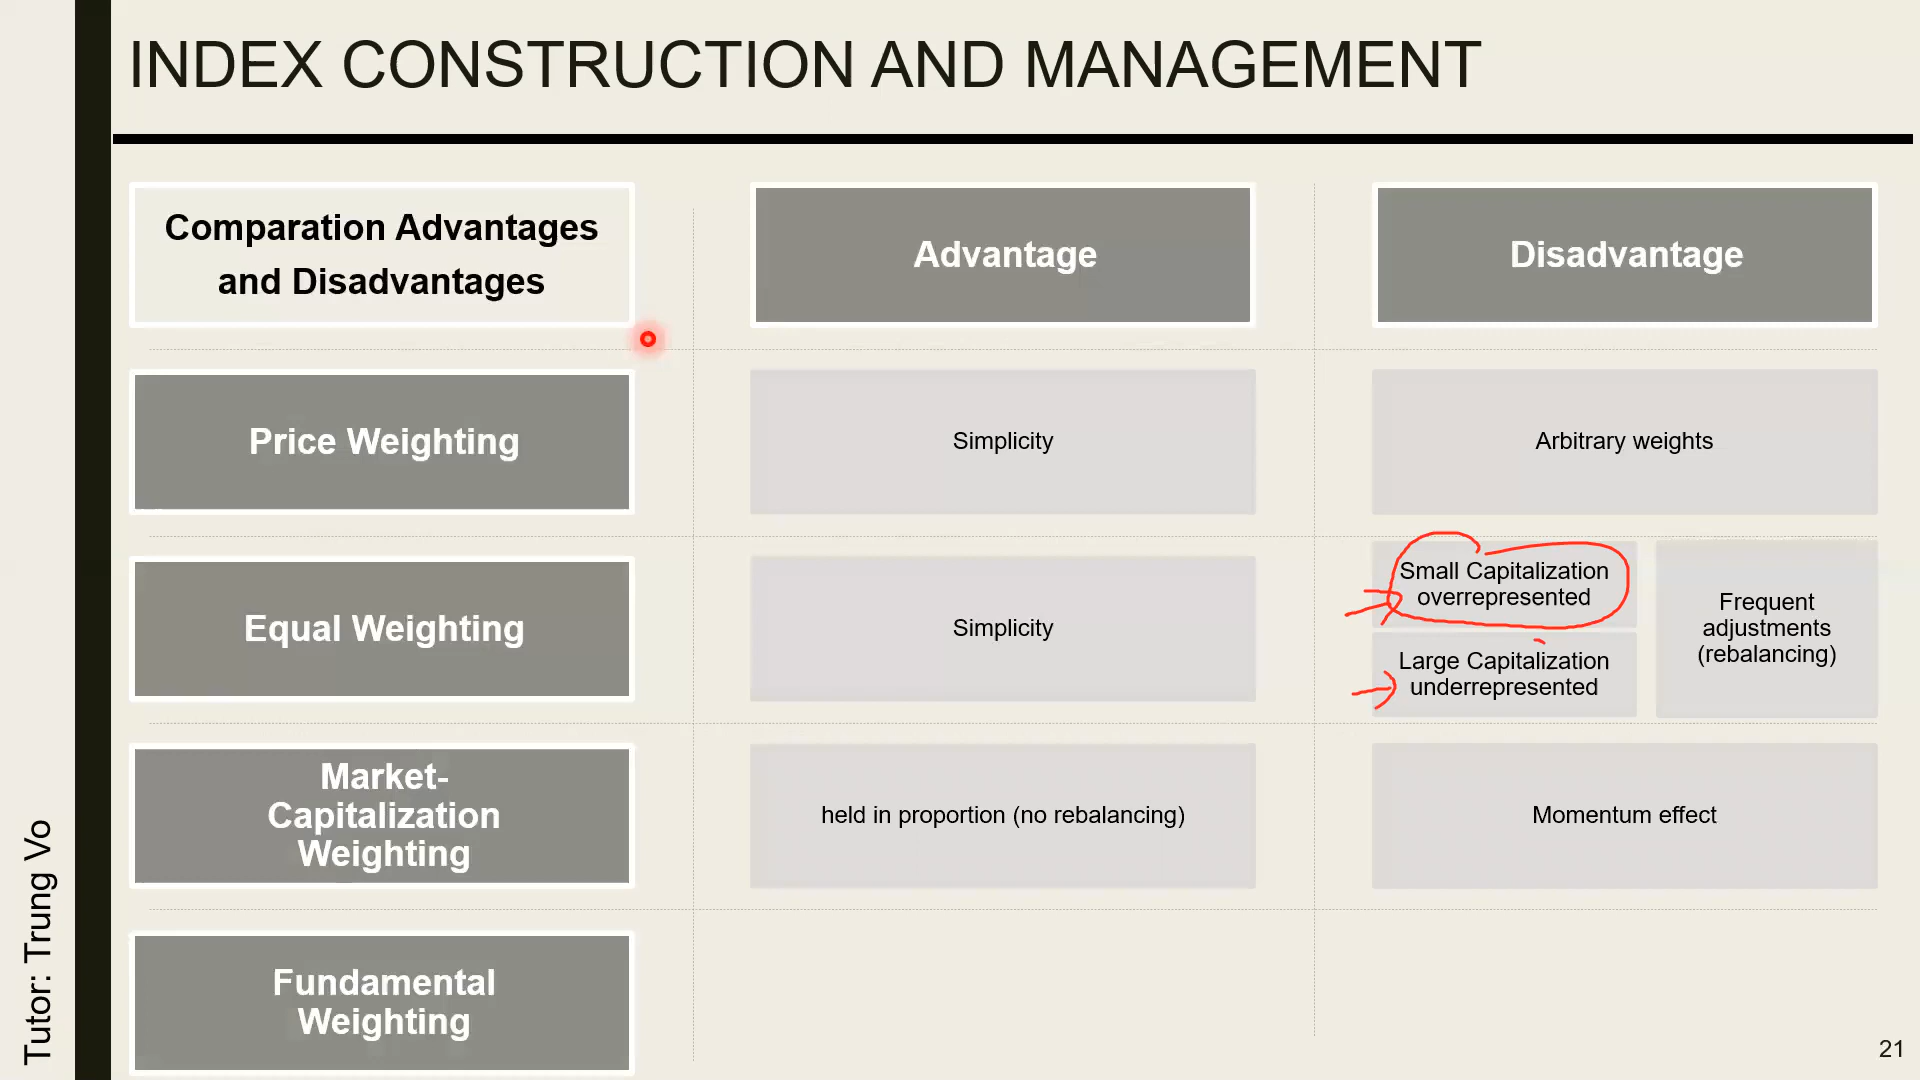 INDEX CONSTRUCTION AND MANAGEMENT
Comparation Advantages
and Disadvantages
Advantage
Disadvantage
Price Weighting
Simplicity
Arbitrary weights
Equal Weighting
Simplicity
Small Capitalization
overrepresented
Large Capitalization
underrepresented
Frequent
adjustments
(rebalancing)
Market-
Capitalization
Weighting
held in proportion (no rebalancing)
Momentum effect
Fundamental
Weighting
Tutor: Trung Vo
21